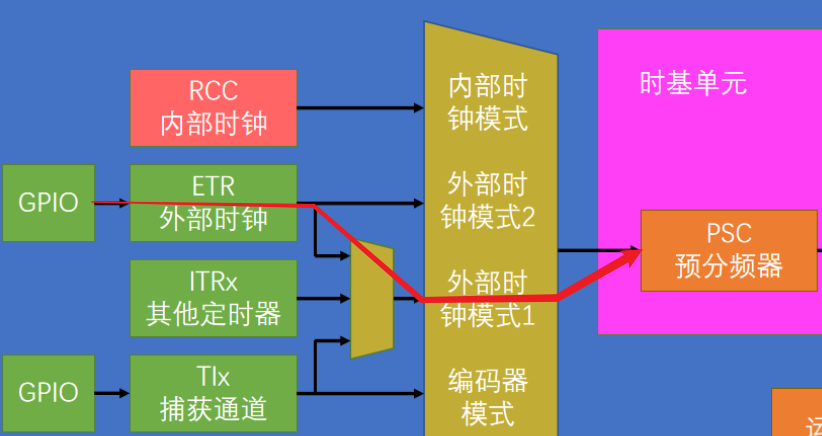 RCC
内部时钟
内部时
钟模式
时基单元
GPIO
ETR
外部时钟
外部时
钟模式2
PSC
预分频器
ITRx
其他定时器
外部时
钟模式1
GPIO
TIx
捕获通道
编码器
模式